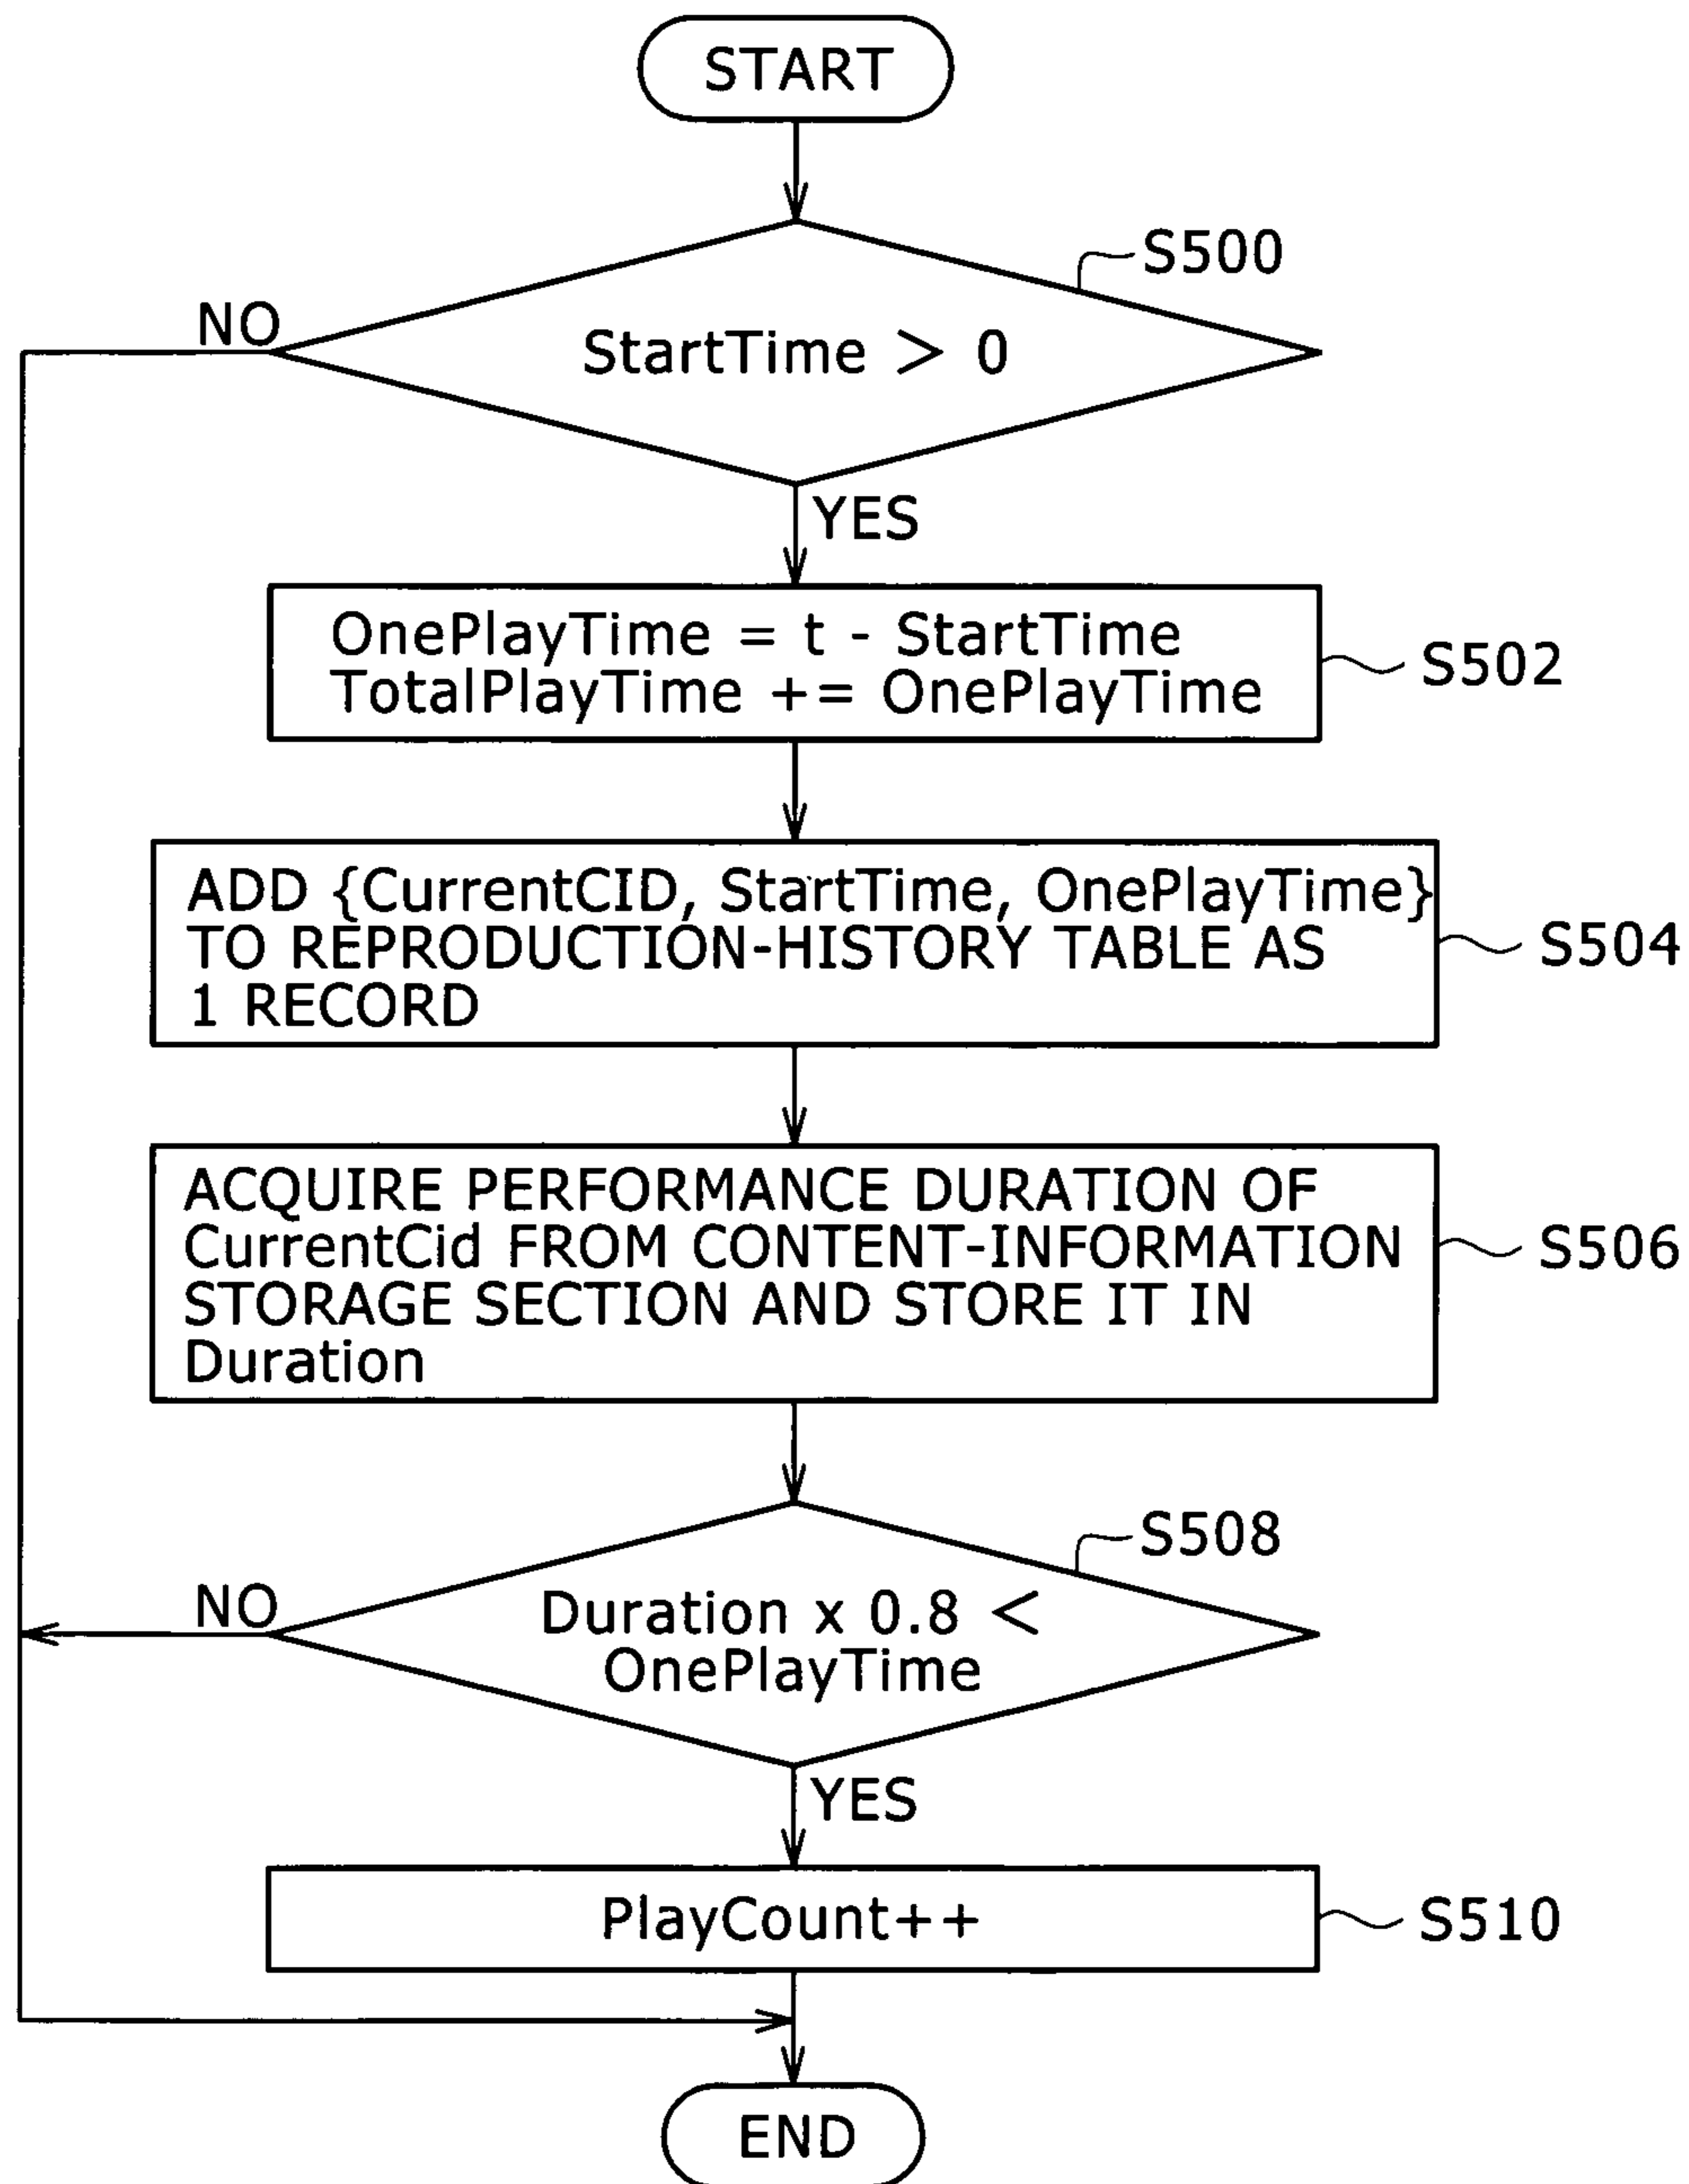 START
S500
NO
StartTime > 0
YES
OnePlayTime = t - StartTime
TotalPlayTime += OnePlayTime
S502
ADD {CurrentCID, StartTime, OnePlayTime}
TO REPRODUCTION-HISTORY TABLE AS
1 RECORD
S504
ACQUIRE PERFORMANCE DURATION OF
CurrentCid FROM CONTENT-INFORMATION
STORAGE SECTION AND STORE IT IN
Duration
S506
S508
NO
Duration x 0.8 <
OnePlayTime
YES
PlayCount++
S510
END